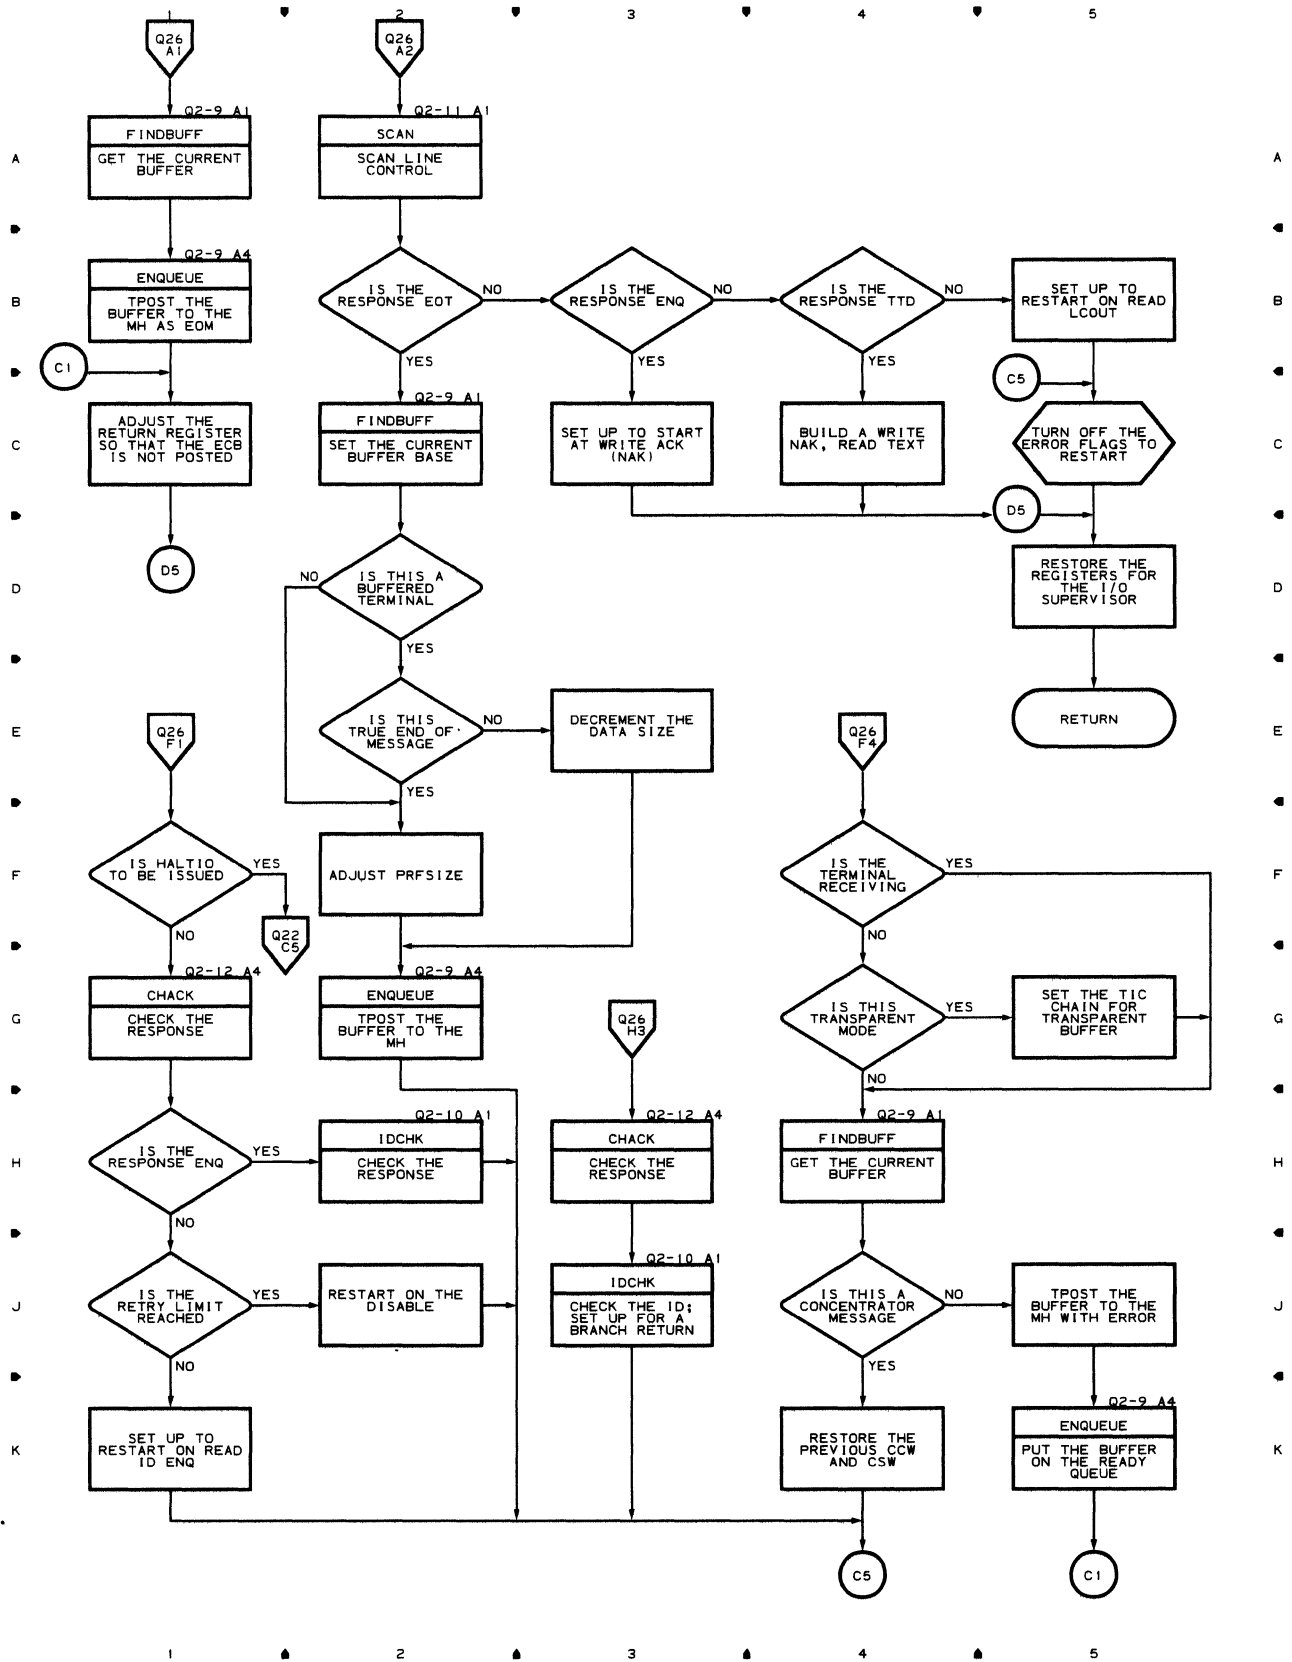 1 2 3 4 5
Q26
A1
Q26
A2
Q2-9 A1
FINDBUFF
GET THE CURRENT
BUFFER
Q2-11 A1
SCAN
SCAN LINE
CONTROL
A A
Q2-9 A4
ENQUEUE
TPOST THE
BUFFER TO THE
MH AS EOM
IS THE
RESPONSE EOT
NO
YES
IS THE
RESPONSE ENQ
NO
YES
IS THE
RESPONSE TTD
NO
YES
SET UP TO
RESTART ON READ
LCOUT
B B
C1
C5
ADJUST THE
RETURN REGISTER
SO THAT THE ECB
IS NOT POSTED
Q2-9 A1
FINDBUFF
SET THE CURRENT
BUFFER BASE
SET UP TO START
AT WRITE ACK
(NAK)
BUILD A WRITE
NAK, READ TEXT
TURN OFF THE
ERROR FLAGS TO
RESTART
C C
D5
D5
IS THIS A
BUFFERED
TERMINAL
NO
YES
RESTORE THE
REGISTERS FOR
THE I/O
SUPERVISOR
D D
Q26
F1
IS THIS
TRUE END OF
MESSAGE
NO
YES
DECREMENT THE
DATA SIZE
Q26
F4
RETURN
E E
IS HALTIO
TO BE ISSUED
YES
NO
Q22
C5
ADJUST PRFSIZE
IS THE
TERMINAL
RECEIVING
YES
NO
F F
Q2-12 A4
CHACK
CHECK THE
RESPONSE
Q2-9 A4
ENQUEUE
TPOST THE
BUFFER TO THE
MH
Q26
H3
IS THIS
TRANSPARENT
MODE
YES
NO
SET THE TIC
CHAIN FOR
TRANSPARENT
BUFFER
G G
IS THE
RESPONSE ENQ
YES
NO
Q2-10 A1
IDCHK
CHECK THE
RESPONSE
Q2-12 A4
CHACK
CHECK THE
RESPONSE
Q2-9 A1
FINDBUFF
GET THE CURRENT
BUFFER
H H
IS THE
RETRY LIMIT
REACHED
YES
NO
RESTART ON THE
DISABLE
Q2-10 A1
IDCHK
CHECK THE ID;
SET UP FOR A
BRANCH RETURN
IS THIS A
CONCENTRATOR
MESSAGE
NO
YES
TPOST THE
BUFFER TO THE
MH WITH ERROR
J J
SET UP TO
RESTART ON READ
ID ENQ
RESTORE THE
PREVIOUS CCW
AND CSW
Q2-9 A4
ENQUEUE
PUT THE BUFFER
ON THE READY
QUEUE
K K
C5
C1
1 2 3 4 5